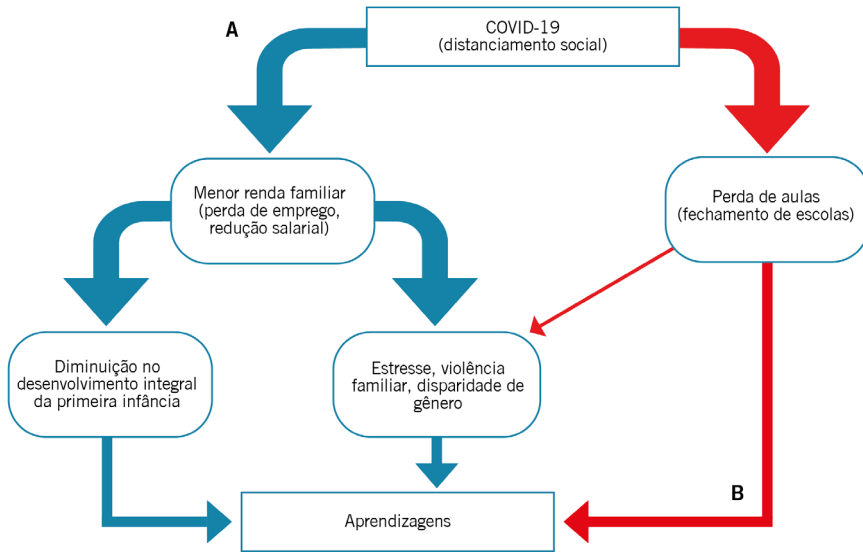 A
COVID-19
(distanciamento social)
Menor renda familiar
(perda de emprego,
redução salarial)
Perda de aulas
(fechamento de escolas)
Diminuição no
desenvolvimento integral
da primeira infância
Estresse, violência
familiar, disparidade de
gênero
B
Aprendizagens